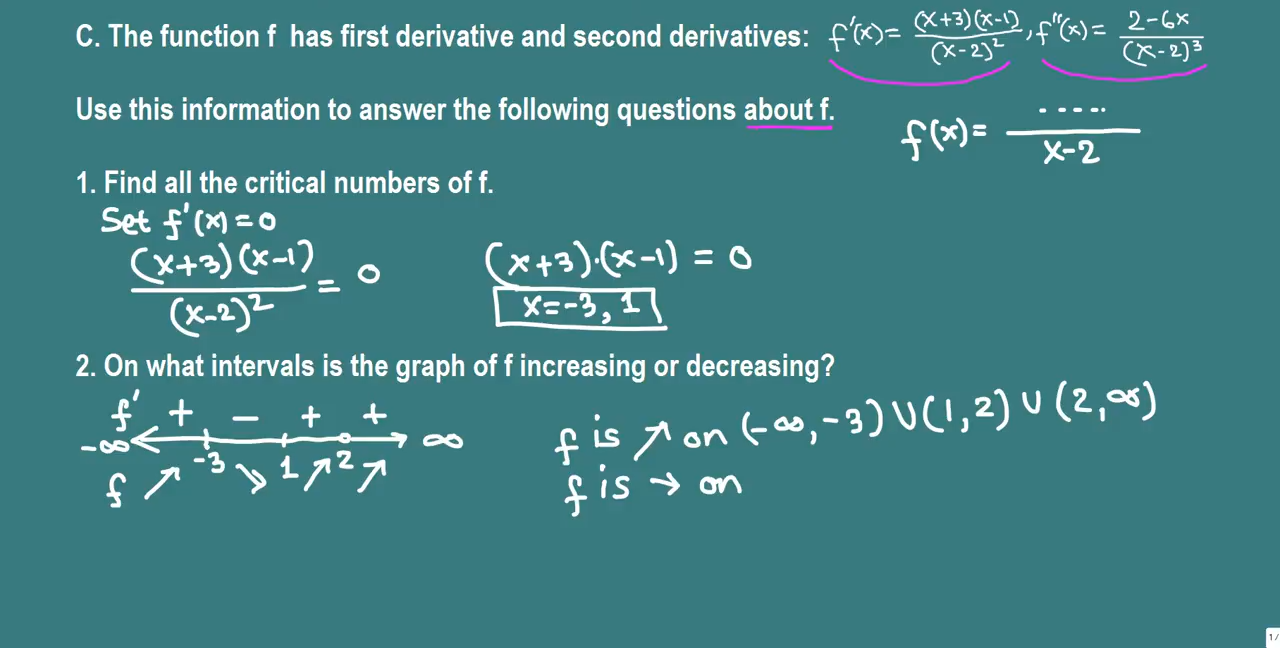 C. The function f has first derivative and second derivatives: f'(x) = (x+3)(x-1)/(x-2)², f''(x) = 2-6x/(x-2)³
Use this information to answer the following questions about f.
f(x) = ...../x-2
1. Find all the critical numbers of f.
Set f'(x) = 0
(x+3)(x-1)/(x-2)² = 0
(x+3)·(x-1) = 0
x = -3, 1
2. On what intervals is the graph of f increasing or decreasing?
f' + - + +
-∞ -3 1 2 ∞
f ↗ ↘ ↗ ↗
f is ↗ on (-∞, -3) ∪ (1, 2) ∪ (2, ∞)
f is → on
1/